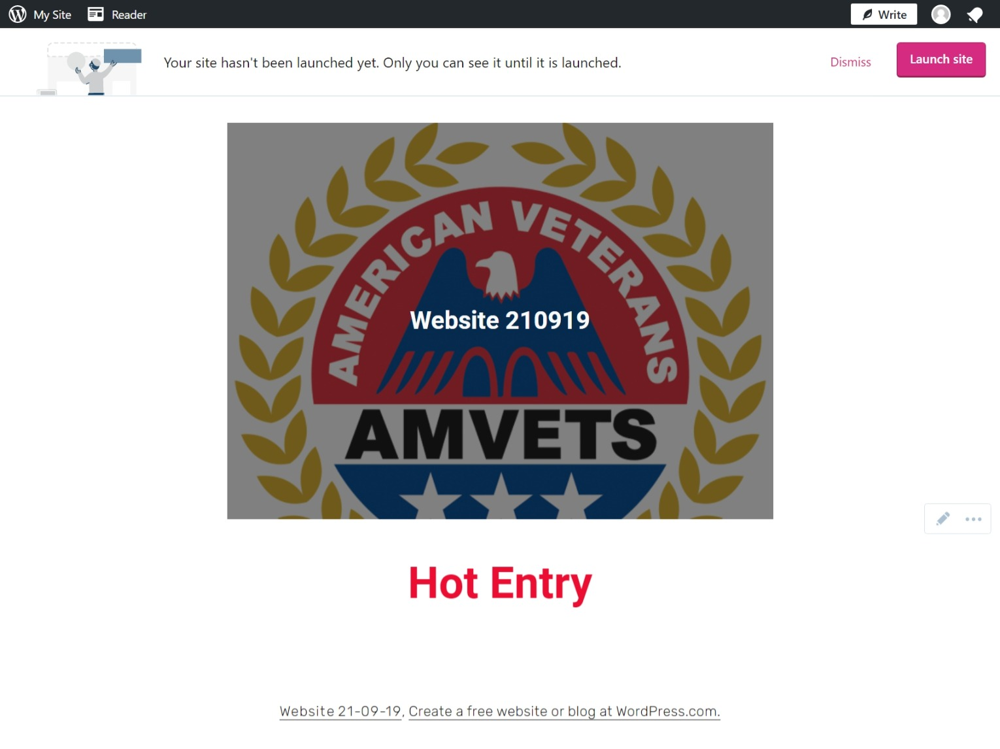 My Site
Reader
Write
Your site hasn't been launched yet. Only you can see it until it is launched.
Dismiss
Launch site
AMERICAN VETERANS
Website 210919
AMVETS
Hot Entry
Website 21-09-19, Create a free website or blog at WordPress.com.